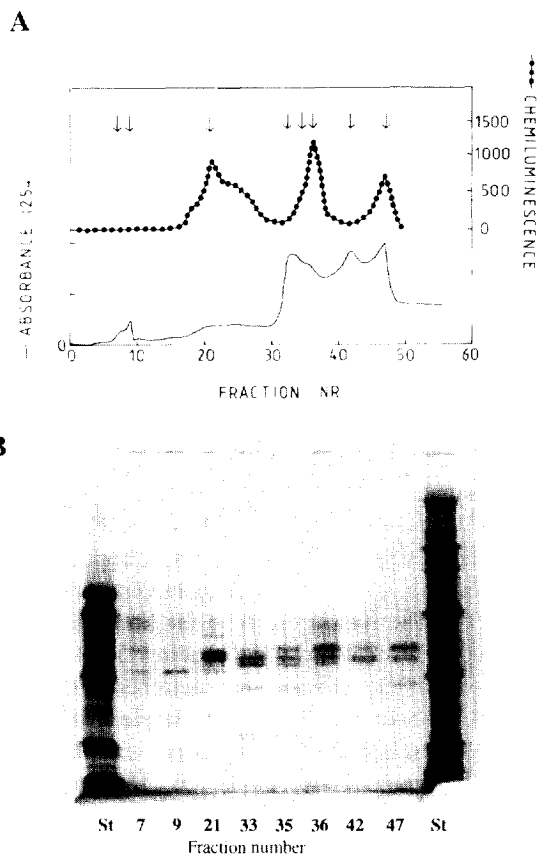 A
— ABSORBANCE 1254
CHEMILUMINESCENCE
1500
1000
500
0
0
0 10 20 30 40 50 60
FRACTION NR
B
St 7 9 21 33 35 36 42 47 St
Fraction number